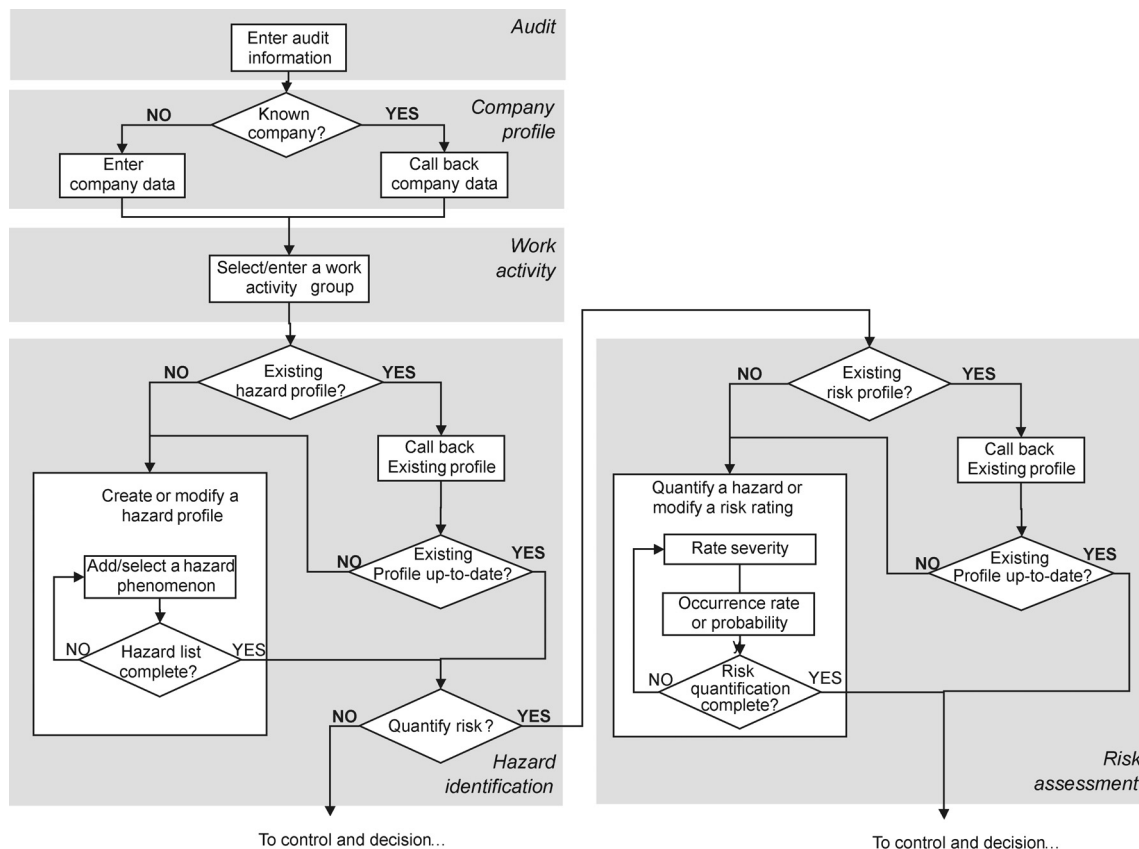 Audit
Enter audit
information
Company
profile
NO
Known
company?
YES
Enter
company data
Call back
company data
Work
activity
Select/enter a work
activity group
NO
Existing
hazard profile?
YES
Call back
Existing profile
Create or modify a
hazard profile
NO
Existing
Profile up-to-date?
YES
Add/select a hazard
phenomenon
NO
Hazard list
complete?
YES
NO
Quantify risk?
YES
Hazard
identification
To control and decision...
NO
Existing
risk profile?
YES
Call back
Existing profile
Quantify a hazard or
modify a risk rating
Rate severity
NO
Existing
Profile up-to-date?
YES
Occurrence rate
or probability
NO
Risk
quantification
complete?
YES
Risk
assessment
To control and decision...